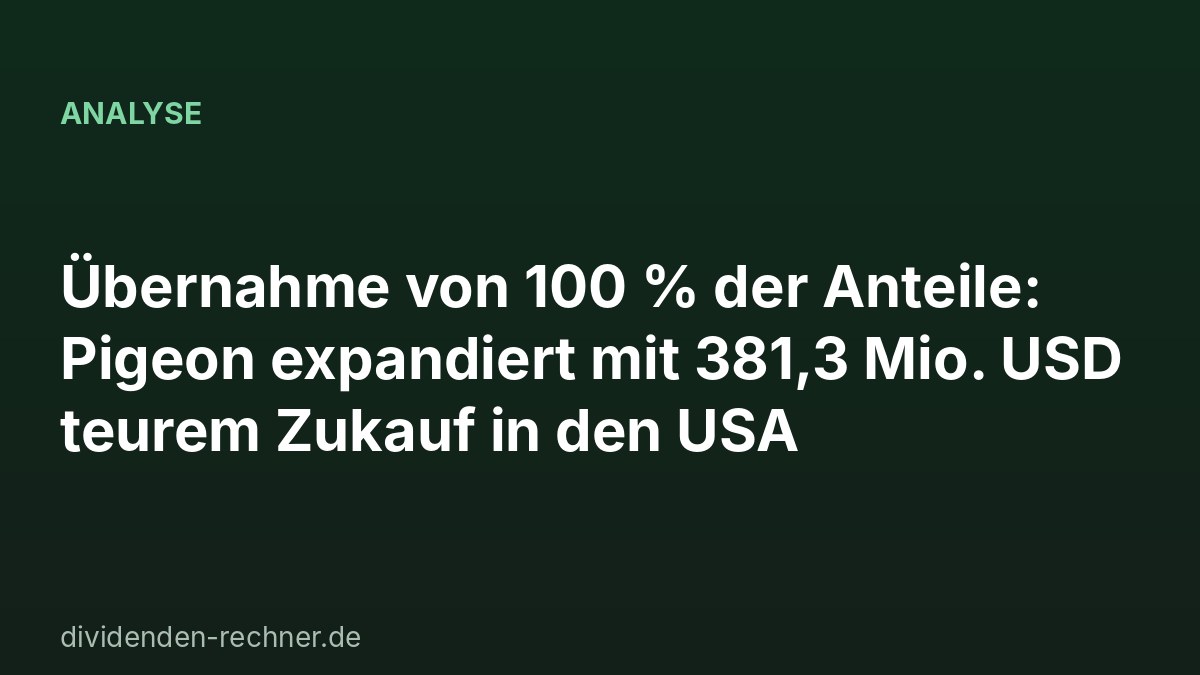 ANALYSE
Übernahme von 100 % der Anteile:
Pigeon expandiert mit 381,3 Mio. USD
teurem Zukauf in den USA
dividenden-rechner.de